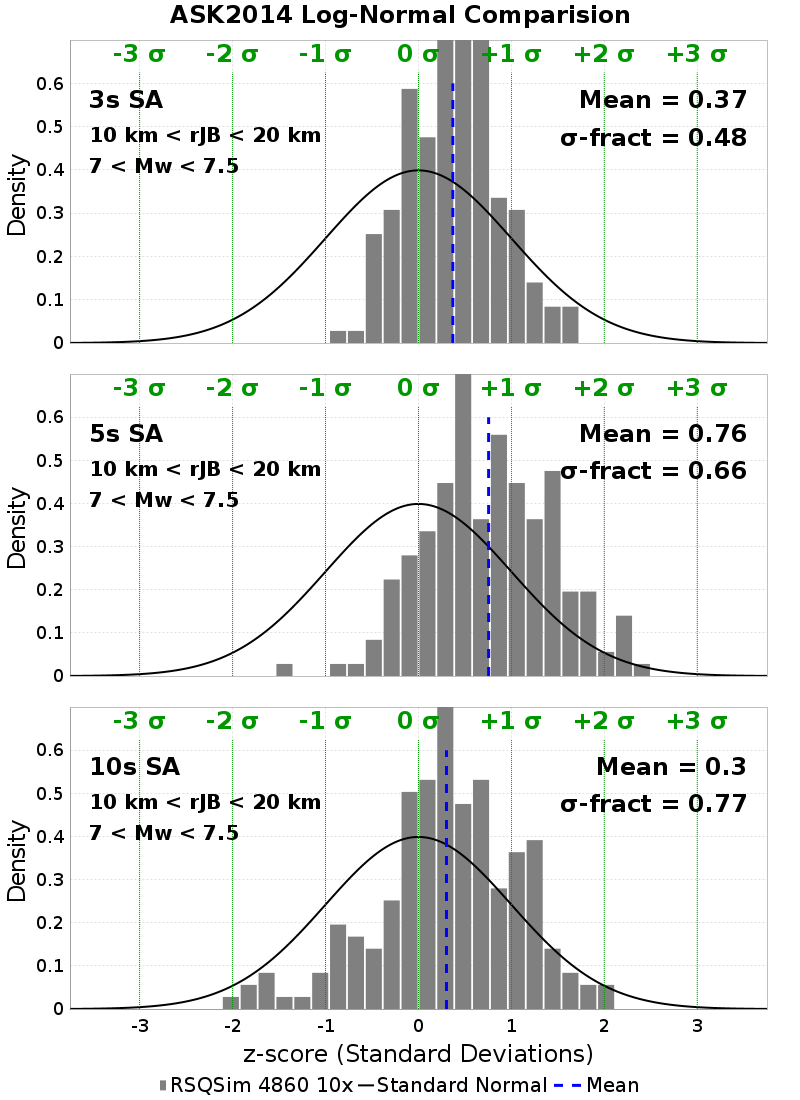 ASK2014 Log-Normal Comparision
-3 σ -2 σ -1 σ 0 σ +1 σ +2 σ +3 σ
3s SA
10 km < rJB < 20 km
7 < Mw < 7.5
Mean = 0.37
σ-fract = 0.48
Density
0.6
0.5
0.4
0.3
0.2
0.1
0
-3 σ -2 σ -1 σ 0 σ +1 σ +2 σ +3 σ
5s SA
10 km < rJB < 20 km
7 < Mw < 7.5
Mean = 0.76
σ-fract = 0.66
Density
0.6
0.5
0.4
0.3
0.2
0.1
0
-3 σ -2 σ -1 σ 0 σ +1 σ +2 σ +3 σ
10s SA
10 km < rJB < 20 km
7 < Mw < 7.5
Mean = 0.3
σ-fract = 0.77
Density
0.6
0.5
0.4
0.3
0.2
0.1
0
-3 -2 -1 0 1 2 3
z-score (Standard Deviations)
RSQSim 4860 10x Standard Normal Mean